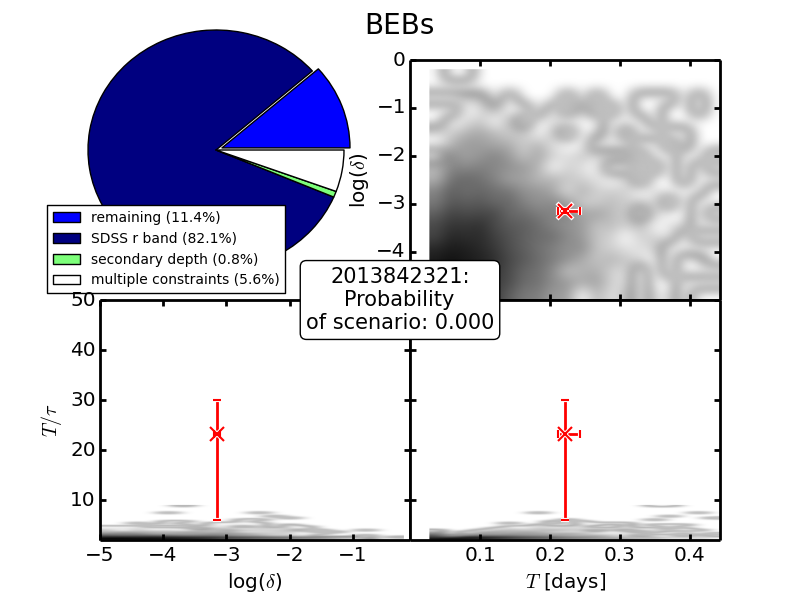 BEBs
remaining (11.4%)
SDSS r band (82.1%)
secondary depth (0.8%)
multiple constraints (5.6%)
0
−1
−2
−3
−4
log(δ)
2013842321:
Probability
of scenario: 0.000
50
40
30
20
10
T/τ
−5 −4 −3 −2 −1
log(δ)
0.1 0.2 0.3 0.4
T [days]